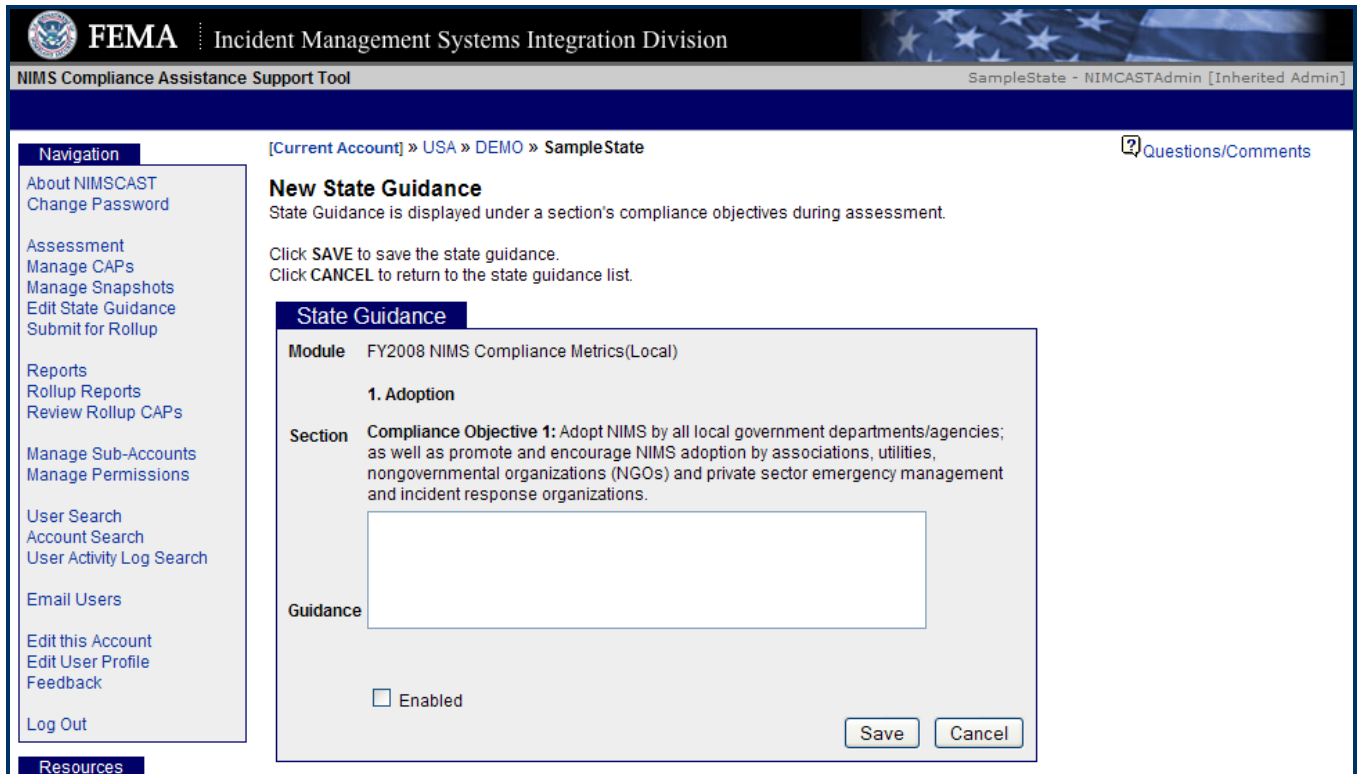 FEMA Incident Management Systems Integration Division
NIMS Compliance Assistance Support Tool
SampleState - NIMCASTAdmin [Inherited Admin]
Navigation
About NIMSCAST
Change Password
Assessment
Manage CAPs
Manage Snapshots
Edit State Guidance
Submit for Rollup
Reports
Rollup Reports
Review Rollup CAPs
Manage Sub-Accounts
Manage Permissions
User Search
Account Search
User Activity Log Search
Email Users
Edit this Account
Edit User Profile
Feedback
Log Out
Resources
[Current Account] » USA » DEMO » SampleState
Questions/Comments
New State Guidance
State Guidance is displayed under a section's compliance objectives during assessment.
Click SAVE to save the state guidance.
Click CANCEL to return to the state guidance list.
State Guidance
Module FY2008 NIMS Compliance Metrics(Local)
1. Adoption
Section Compliance Objective 1: Adopt NIMS by all local government departments/agencies;
as well as promote and encourage NIMS adoption by associations, utilities,
nongovernmental organizations (NGOs) and private sector emergency management
and incident response organizations.
Guidance
Enabled
Save Cancel